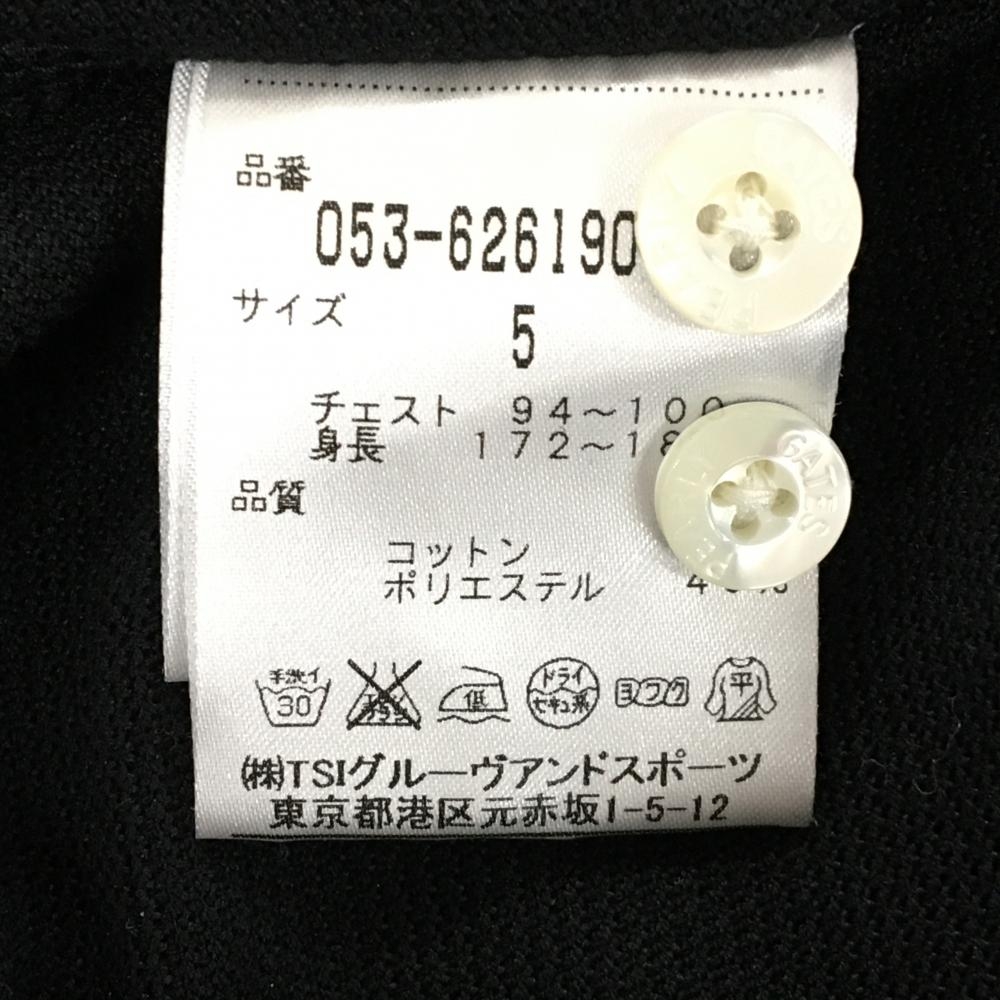 品番
053-626190
サイズ
5
チェスト 94～100
身長 172～18
品質
コットン
ポリエステル
手洗イ
30
低
ドライ
セキユ系
ヨワク
平
(株)TSIグルーヴアンドスポーツ
東京都港区元赤坂1-5-12
GATES